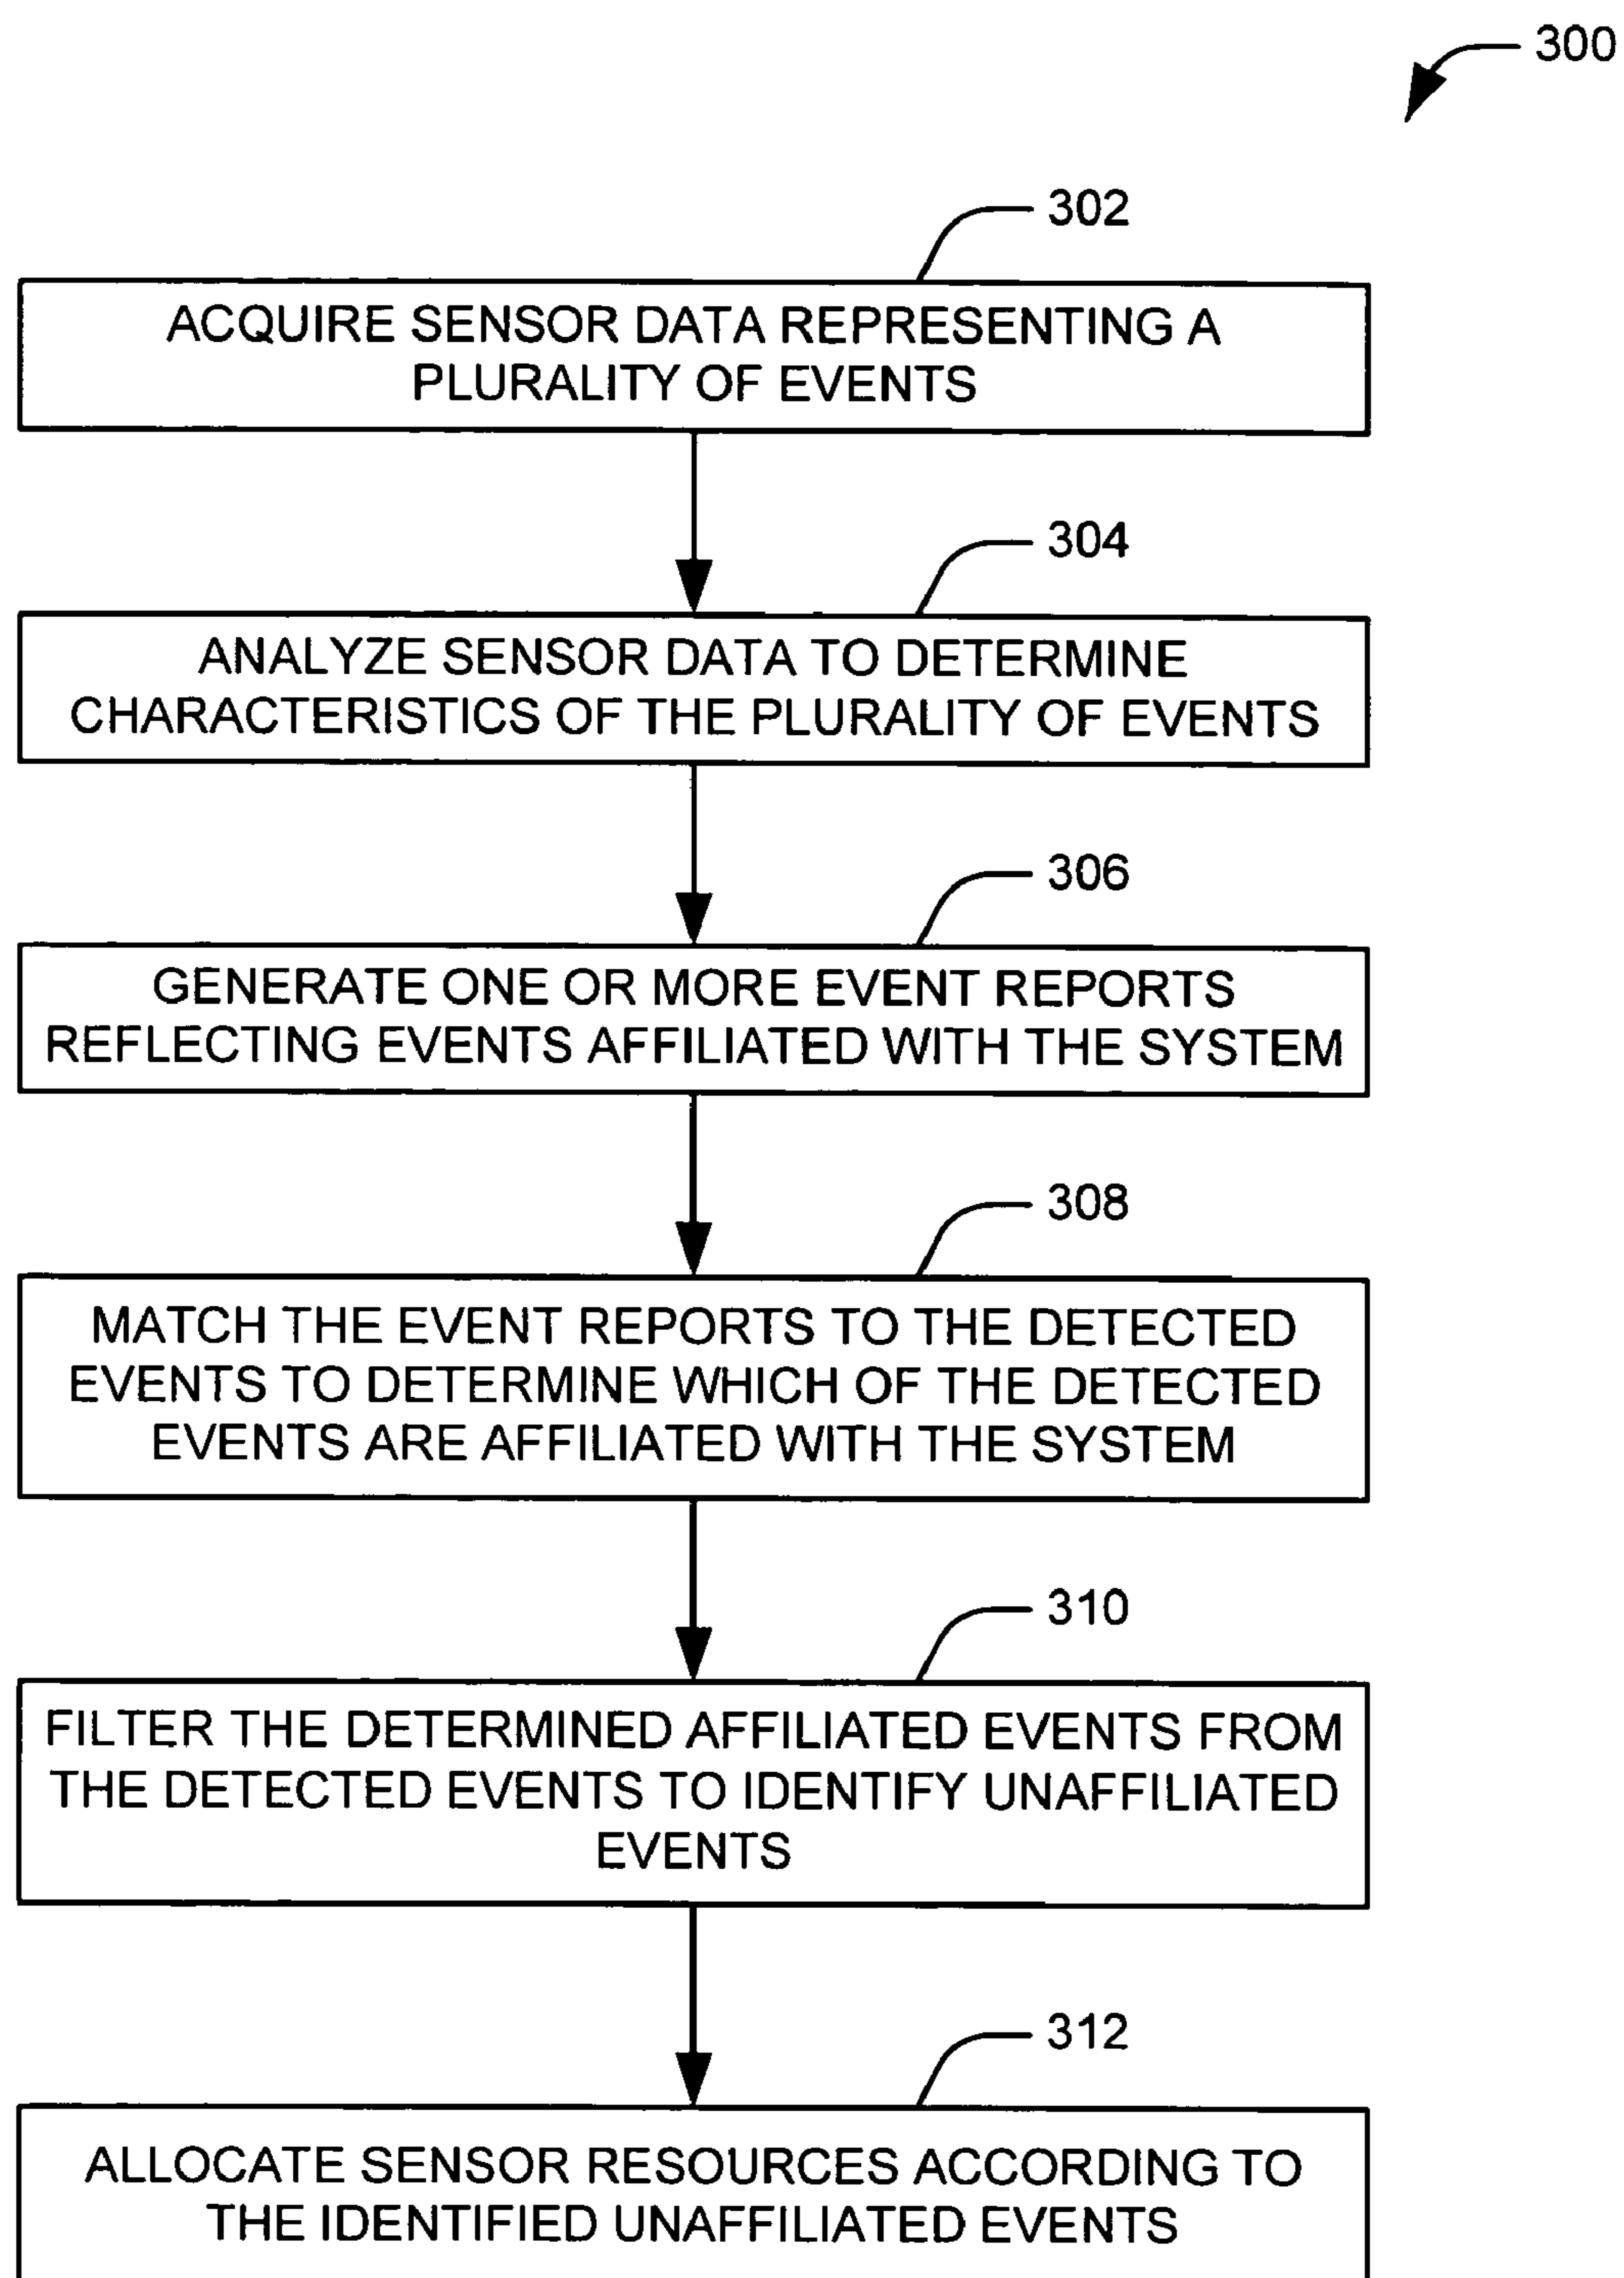 300
302
ACQUIRE SENSOR DATA REPRESENTING A
PLURALITY OF EVENTS
304
ANALYZE SENSOR DATA TO DETERMINE
CHARACTERISTICS OF THE PLURALITY OF EVENTS
306
GENERATE ONE OR MORE EVENT REPORTS
REFLECTING EVENTS AFFILIATED WITH THE SYSTEM
308
MATCH THE EVENT REPORTS TO THE DETECTED
EVENTS TO DETERMINE WHICH OF THE DETECTED
EVENTS ARE AFFILIATED WITH THE SYSTEM
310
FILTER THE DETERMINED AFFILIATED EVENTS FROM
THE DETECTED EVENTS TO IDENTIFY UNAFFILIATED
EVENTS
312
ALLOCATE SENSOR RESOURCES ACCORDING TO
THE IDENTIFIED UNAFFILIATED EVENTS